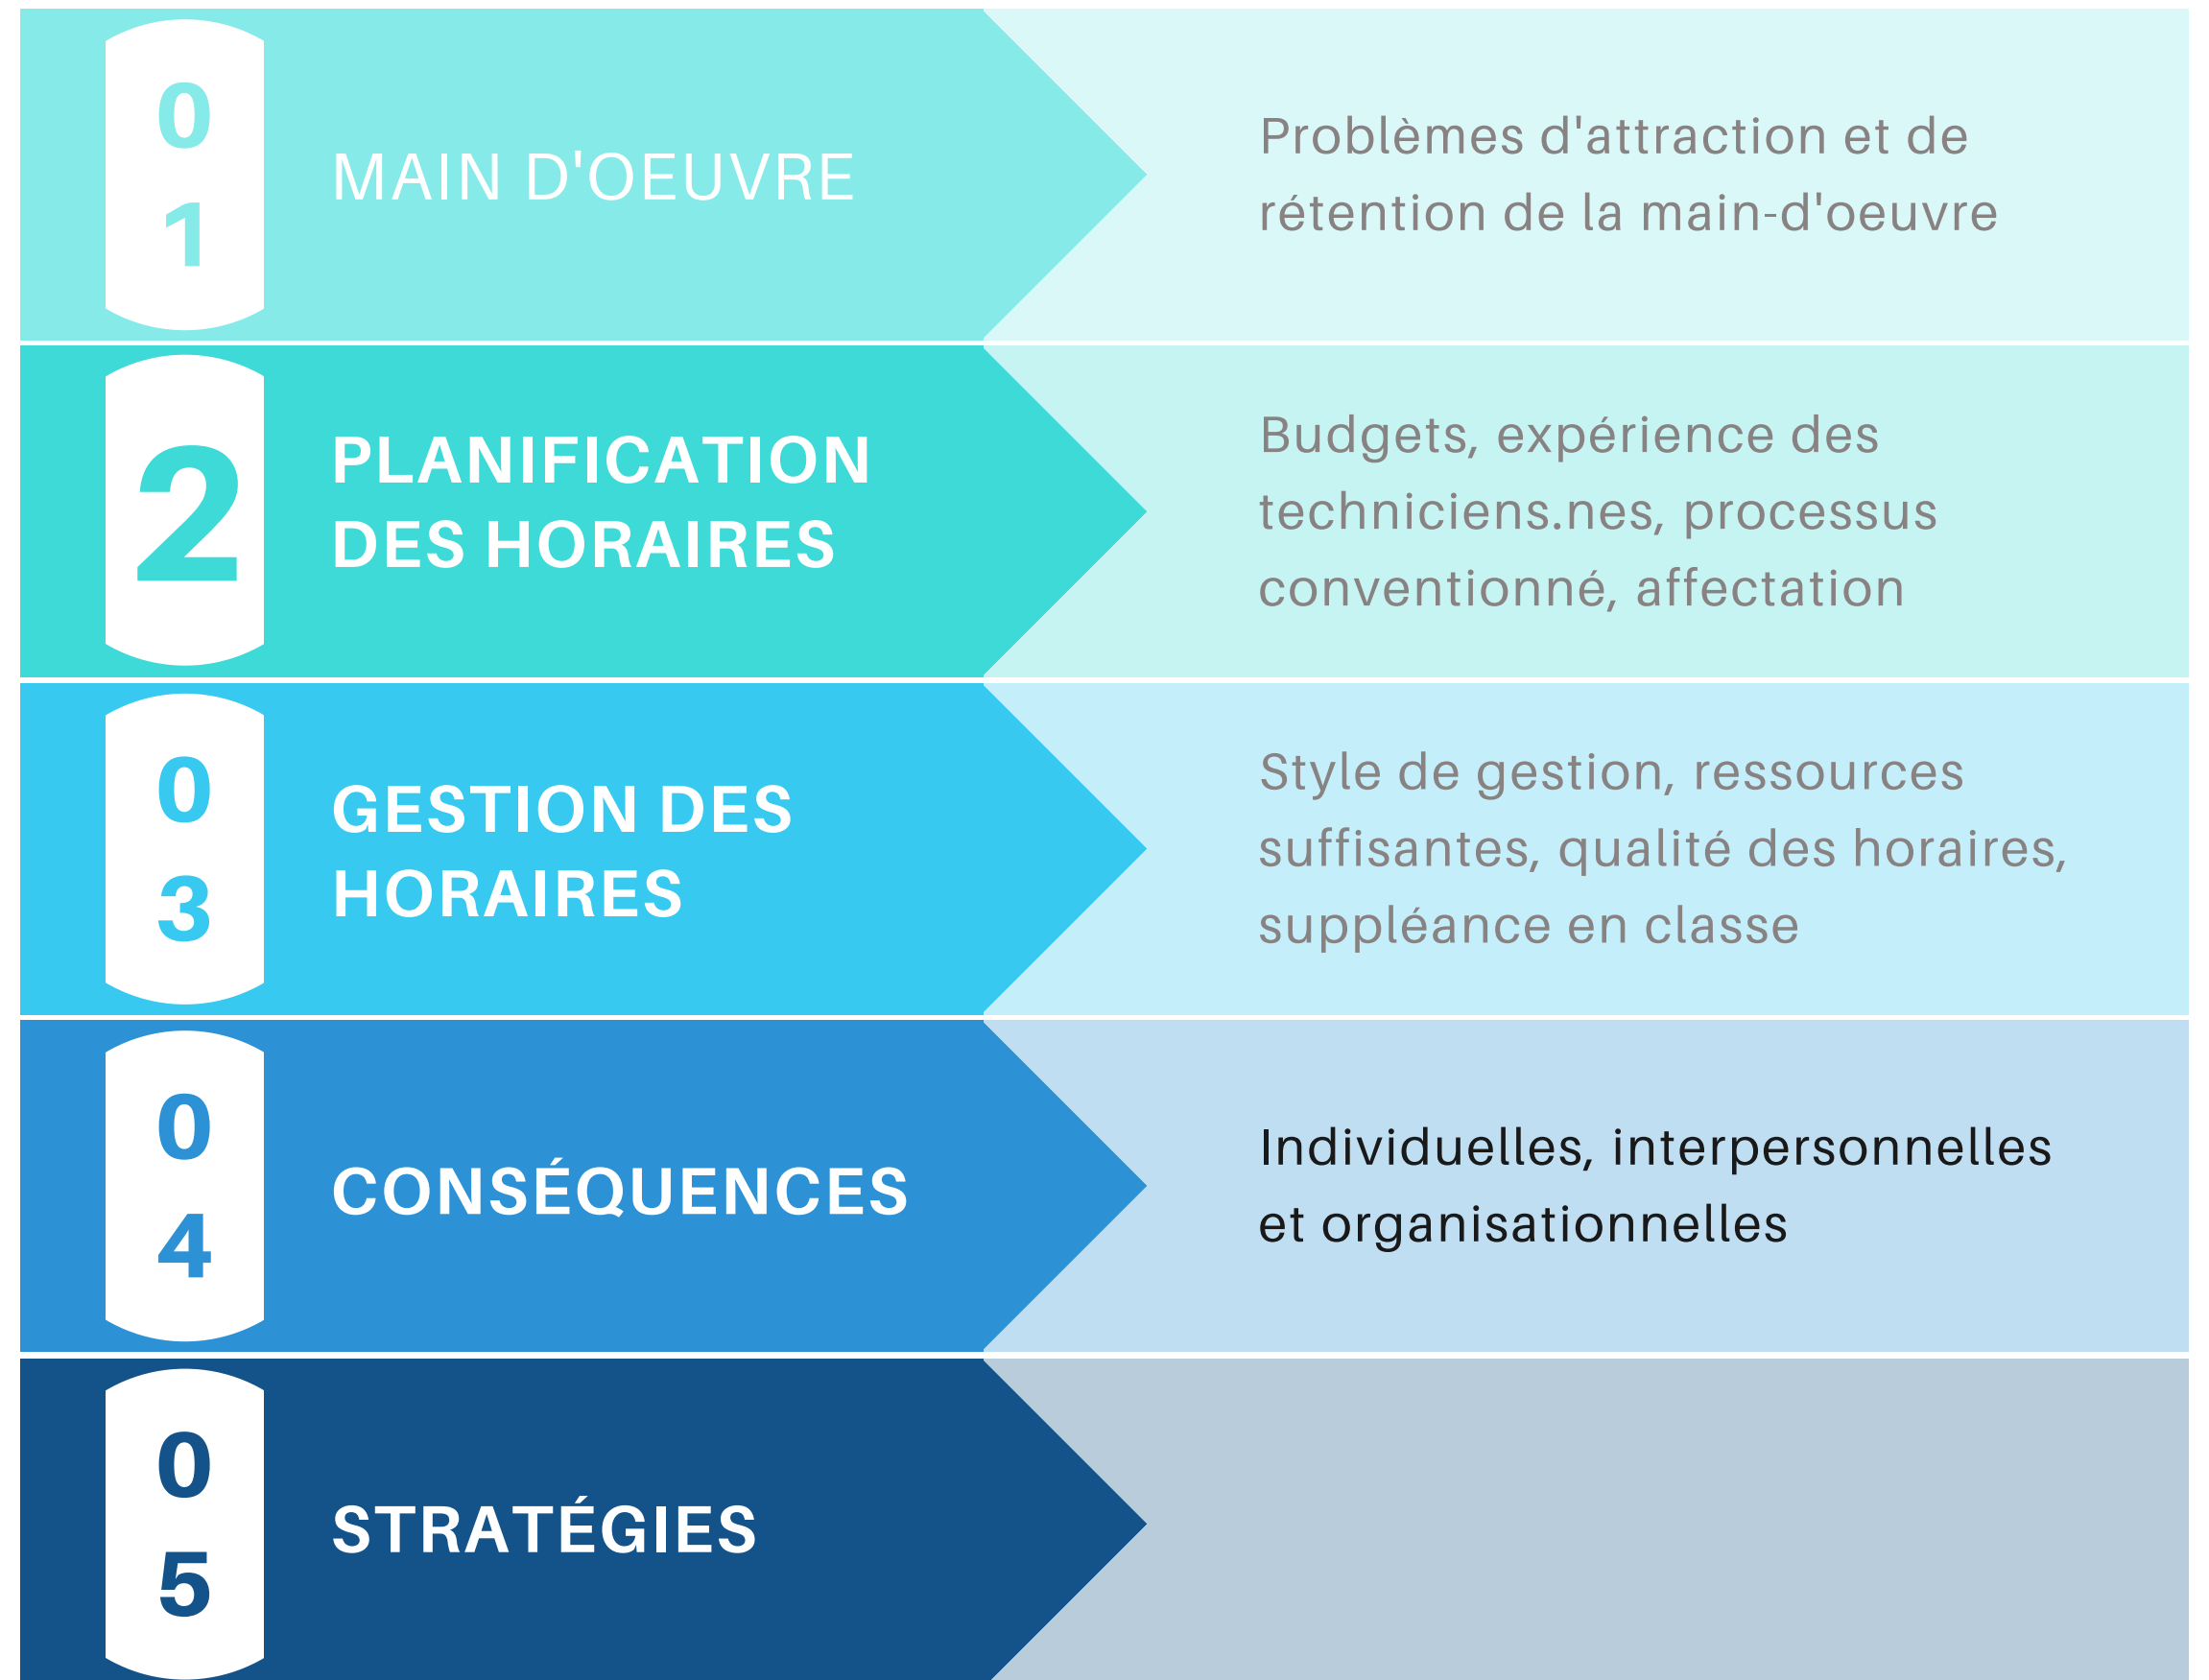 0
1
MAIN D'OEUVRE
Problèmes d'attraction et de
rétention de la main-d'oeuvre
2
PLANIFICATION
DES HORAIRES
Budgets, expérience des
techniciens.nes, processus
conventionné, affectation
0
3
GESTION DES
HORAIRES
Style de gestion, ressources
suffisantes, qualité des horaires,
suppléance en classe
0
4
CONSÉQUENCES
Individuelles, interpersonnelles
et organisationnelles
0
5
STRATÉGIES